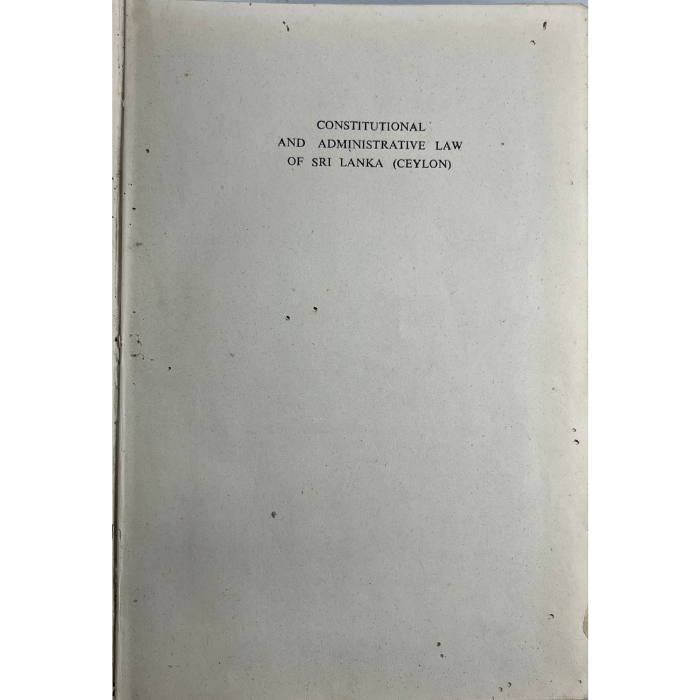 CONSTITUTIONAL
AND ADMINISTRATIVE LAW
OF SRI LANKA (CEYLON)